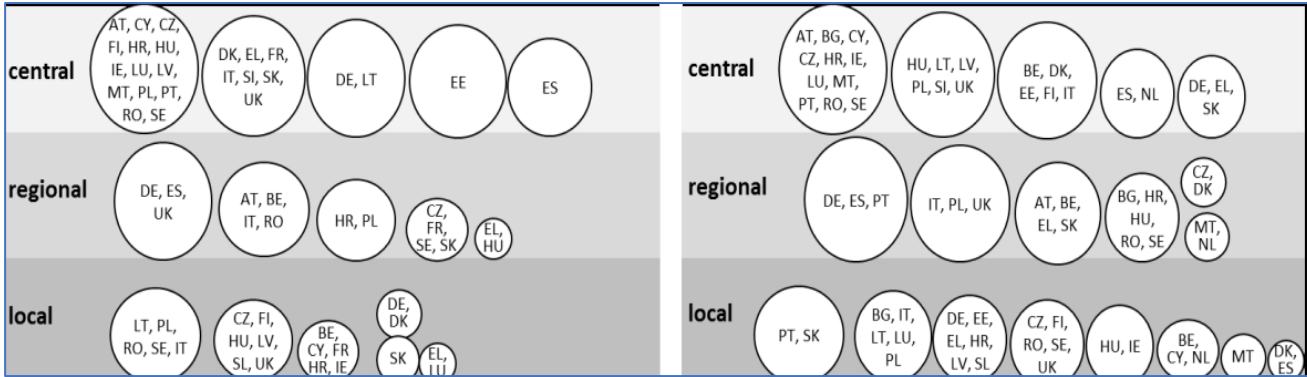 central
AT, CY, CZ,
FI, HR, HU,
IE, LU, LV,
MT, PL, PT,
RO, SE
DK, EL, FR,
IT, SI, SK,
UK
DE, LT
EE
ES
regional
DE, ES,
UK
AT, BE,
IT, RO
HR, PL
CZ,
FR,
SE, SK
EL,
HU
local
LT, PL,
RO, SE, IT
CZ, FI,
HU, LV,
SL, UK
BE,
CY, FR
HR, IE
DE,
DK
SK
EL,
LU
central
AT, BG, CY,
CZ, HR, IE,
LU, MT,
PT, RO, SE
HU, LT, LV,
PL, SI, UK
BE, DK,
EE, FI, IT
ES, NL
DE, EL,
SK
regional
DE, ES, PT
IT, PL, UK
AT, BE,
EL, SK
BG, HR,
HU,
RO, SE
CZ,
DK
MT,
NL
local
PT, SK
BG, IT,
LT, LU,
PL
DE, EE,
EL, HR,
LV, SL
CZ, FI,
RO, SE,
UK
HU, IE
BE,
CY, NL
MT
DK,
ES